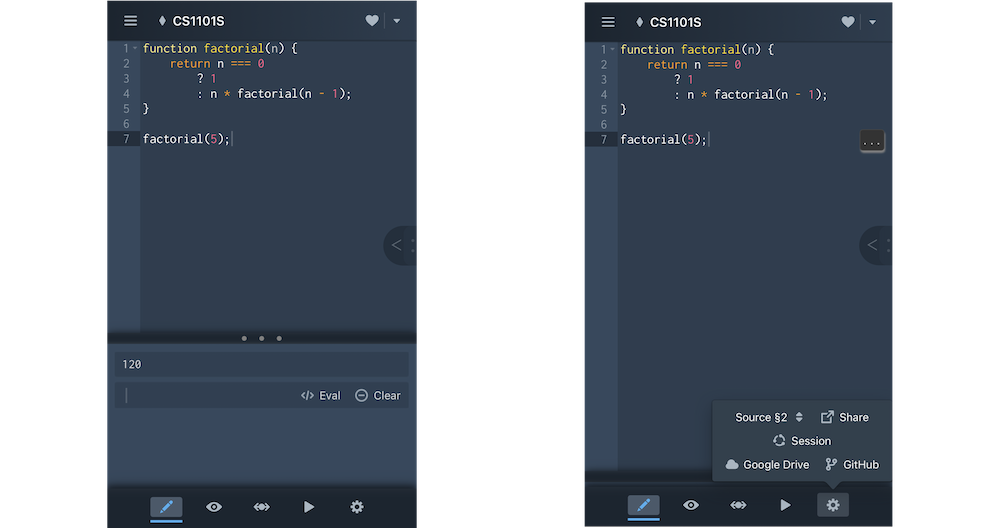 CS1101S
1 function factorial(n) {
2     return n === 0
3         ? 1
4         : n * factorial(n - 1);
5 }
6
7 factorial(5);
<
120
</> Eval
Clear
CS1101S
1 function factorial(n) {
2     return n === 0
3         ? 1
4         : n * factorial(n - 1);
5 }
6
7 factorial(5);
...
<
Source §2
Share
Session
Google Drive
GitHub